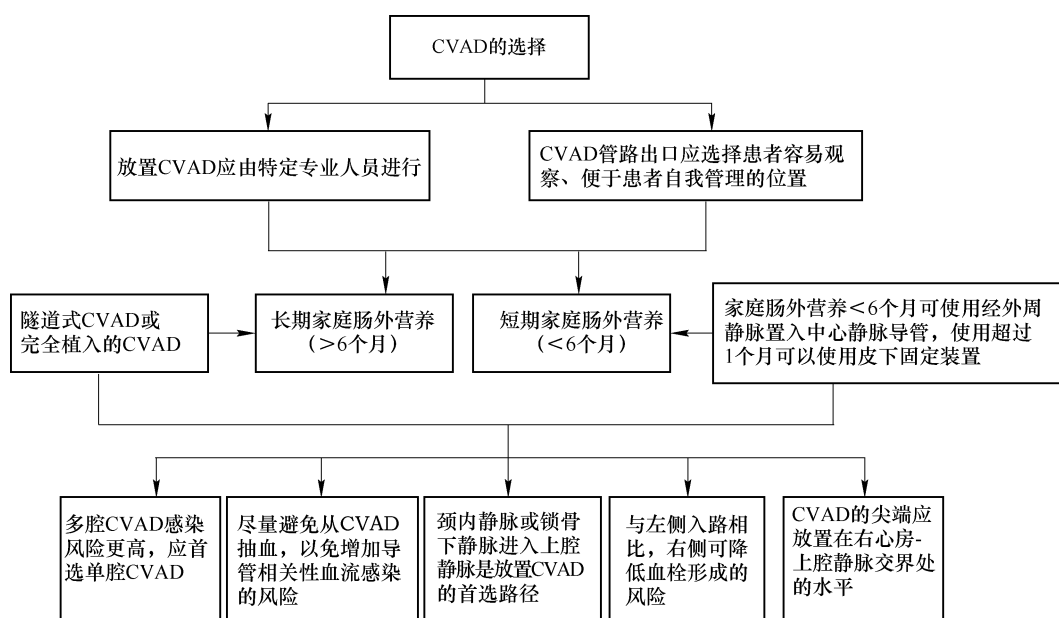 CVAD的选择
放置CVAD应由特定专业人员进行
CVAD管路出口应选择患者容易观
察、便于患者自我管理的位置
隧道式CVAD或
完全植入的CVAD
长期家庭肠外营养
（>6个月）
短期家庭肠外营养
（<6个月）
家庭肠外营养<6个月可使用经外周
静脉置入中心静脉导管，使用超过
1个月可以使用皮下固定装置
多腔CVAD感染
风险更高，应首
选单腔CVAD
尽量避免从CVAD
抽血，以免增加导
管相关性血流感染
的风险
颈内静脉或锁骨
下静脉进入上腔
静脉是放置CVAD
的首选路径
与左侧入路相
比，右侧可降
低血栓形成的
风险
CVAD的尖端应
放置在右心房-
上腔静脉交界处
的水平